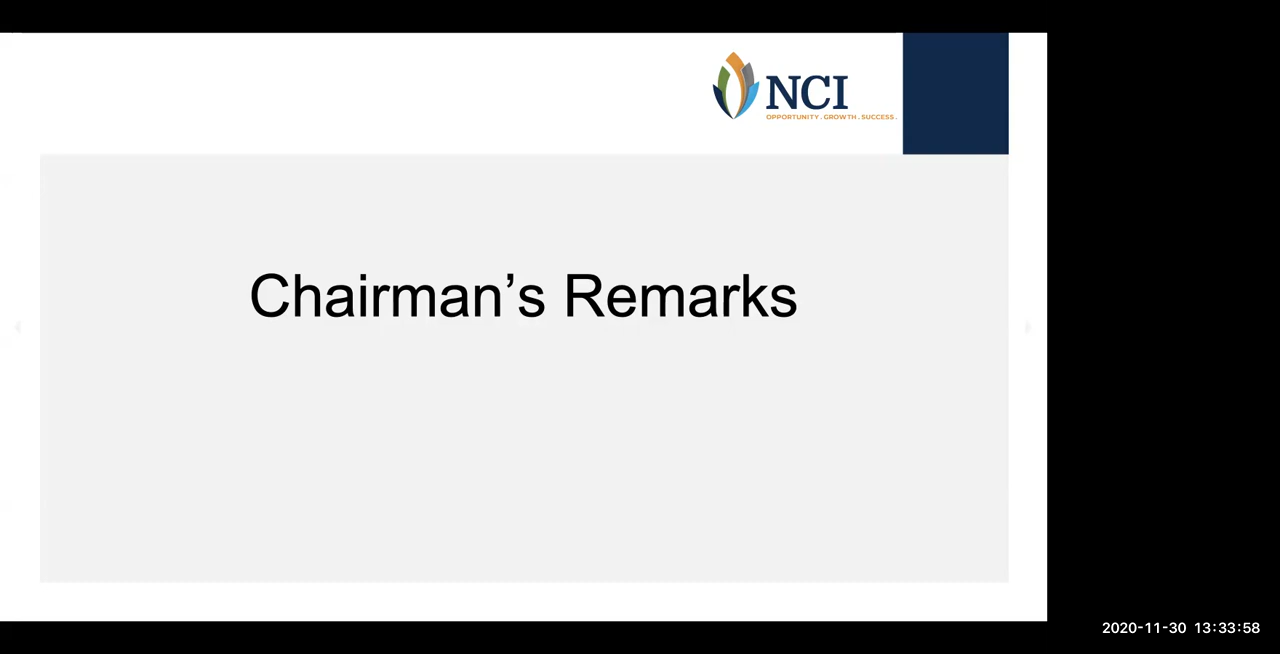 NCI
OPPORTUNITY. GROWTH. SUCCESS.
Chairman’s Remarks
2020-11-30 13:33:58